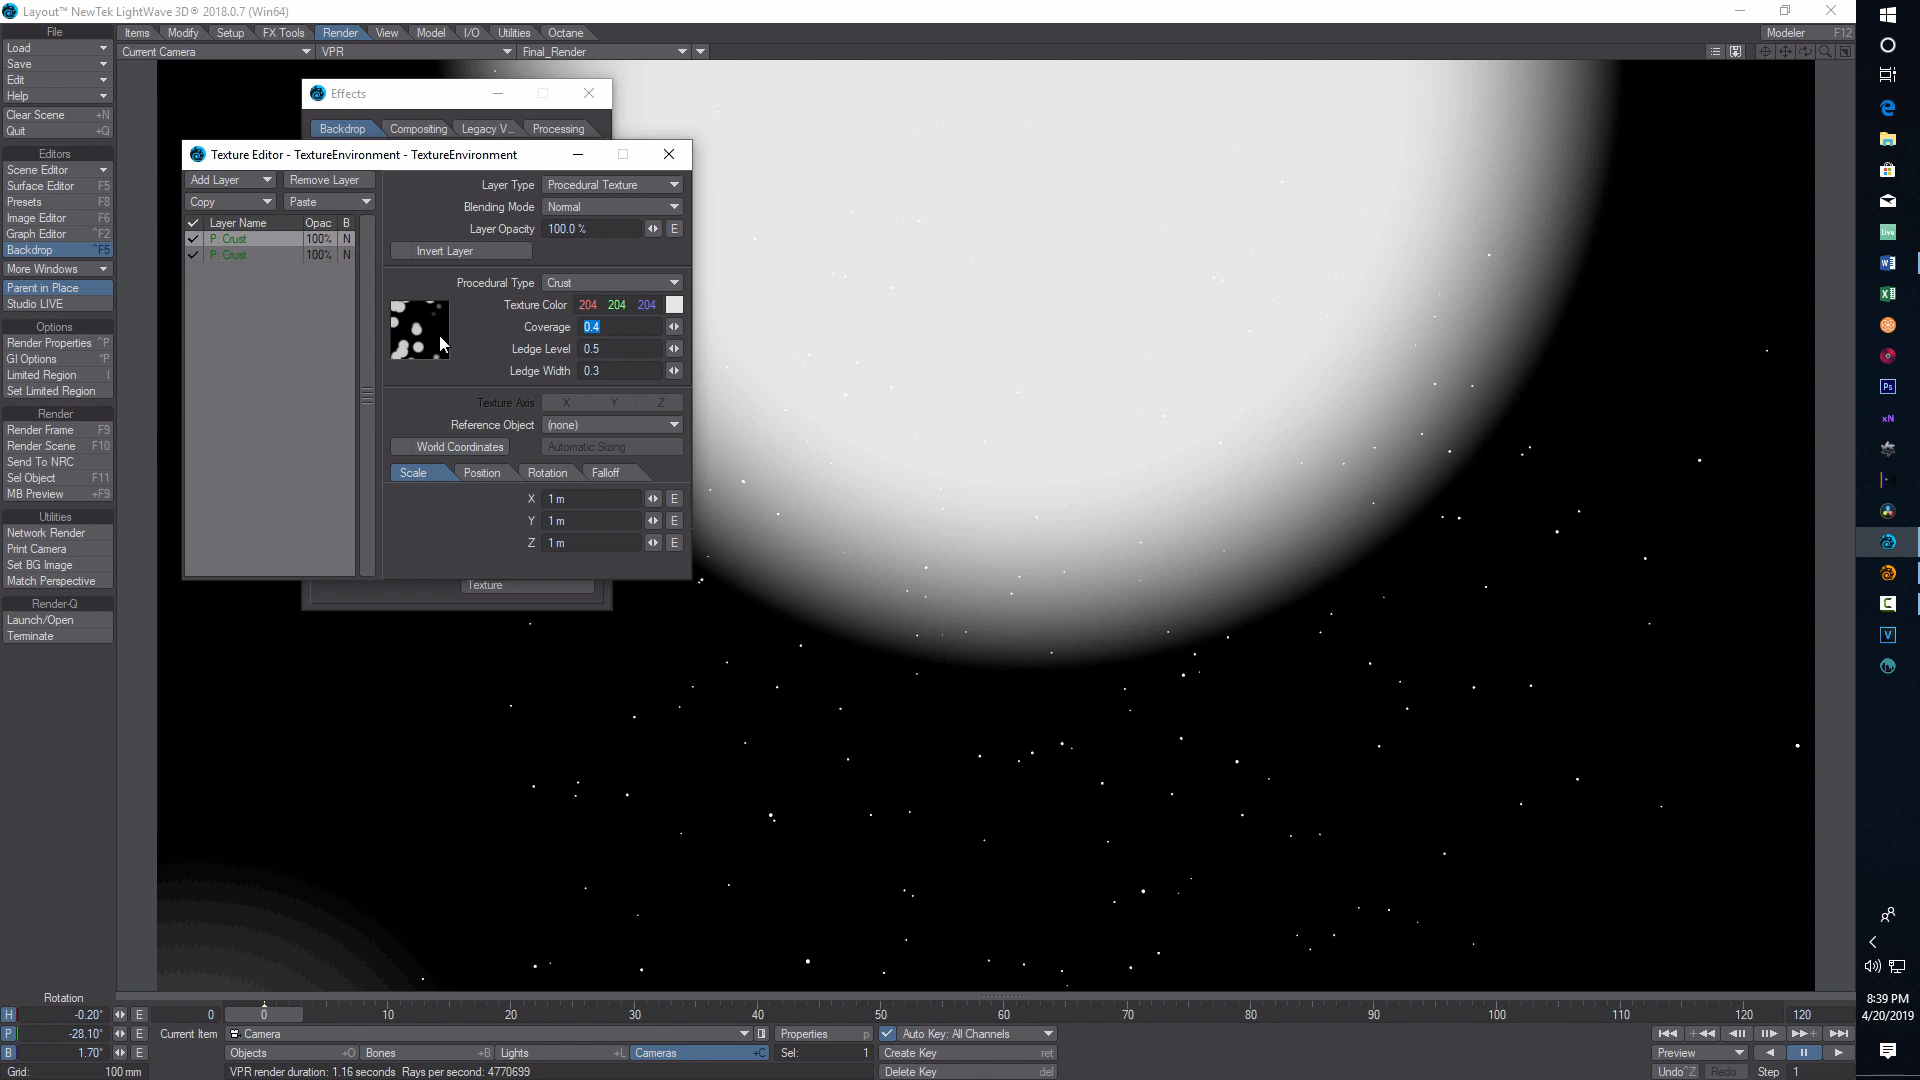 Layout™ NewTek LightWave 3D® 2018.0.7 (Win64)
File
Items Modify Setup FX Tools Render View Model I/O Utilities Octane
Modeler F12
Load
Current Camera VPR Final_Render
Save
Edit
Help
Clear Scene +N
Quit +Q
Editors
Scene Editor
Surface Editor F5
Presets F8
Image Editor F6
Graph Editor ^F2
Backdrop ^F5
More Windows
Parent in Place
Studio LIVE
Options
Render Properties ^P
GI Options *P
Limited Region l
Set Limited Region
Render
Render Frame F9
Render Scene F10
Send To NRC
Sel Object F11
MB Preview +F9
Utilities
Network Render
Print Camera
Set BG Image
Match Perspective
Render-Q
Launch/Open
Terminate
Effects
Backdrop Compositing Legacy V... Processing
Texture Editor - TextureEnvironment - TextureEnvironment
Add Layer Remove Layer
Copy Paste
Layer Name Opac B
P: Crust 100% N
P: Crust 100% N
Layer Type Procedural Texture
Blending Mode Normal
Layer Opacity 100.0 % E
Invert Layer
Procedural Type Crust
Texture Color 204 204 204
Coverage 0.4
Ledge Level 0.5
Ledge Width 0.3
Texture Axis X Y Z
Reference Object (none)
World Coordinates Automatic Sizing
Scale Position Rotation Falloff
X 1 m E
Y 1 m E
Z 1 m E
Texture
Live
Ps
xN
V
8:39 PM
4/20/2019
Rotation
H -0.20° E
P -28.10° E
B 1.70° E
Grid: 100 mm
0 0 10 20 30 40 50 60 70 80 90 100 110 120 120
Current Item Camera Properties p Auto Key: All Channels
Objects +O Bones +B Lights +L Cameras +C Sel: 1 Create Key ret Preview
VPR render duration: 1.16 seconds Rays per second: 4770699 Delete Key del Undo ^Z Redo Step 1